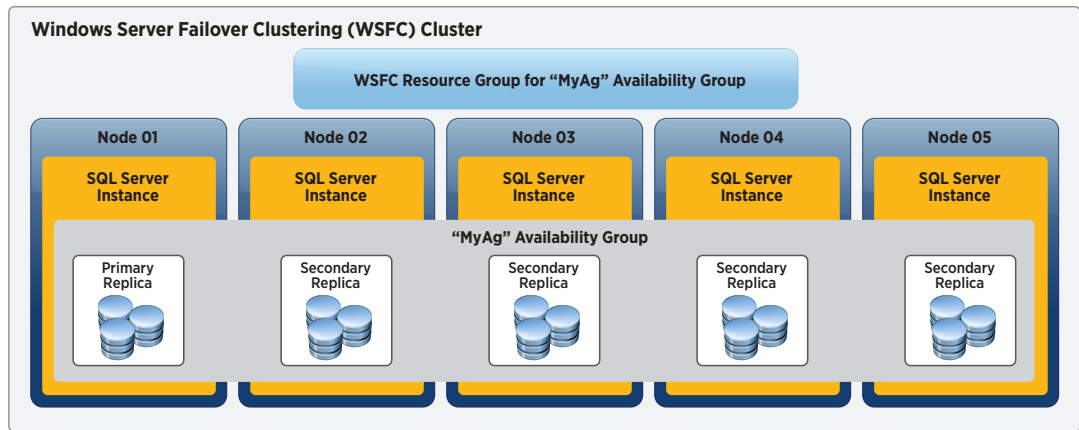 Windows Server Failover Clustering (WSFC) Cluster
WSFC Resource Group for “MyAg” Availability Group
Node 01
Node 02
Node 03
Node 04
Node 05
SQL Server
Instance
SQL Server
Instance
SQL Server
Instance
SQL Server
Instance
SQL Server
Instance
“MyAg” Availability Group
Primary
Replica
Secondary
Replica
Secondary
Replica
Secondary
Replica
Secondary
Replica